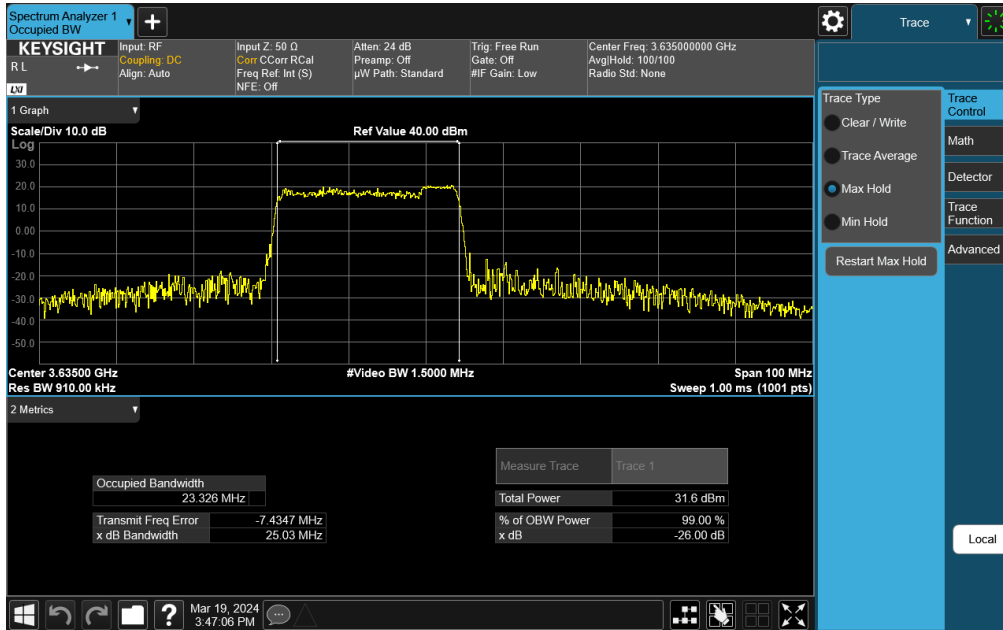 Spectrum Analyzer 1
Occupied BW
Trace
KEYSIGHT
RL
LXI
Input: RF
Coupling: DC
Align: Auto
Input Z: 50 Ω
Corr CCorr RCal
Freq Ref: Int (S)
NFE: Off
Atten: 24 dB
Preamp: Off
µW Path: Standard
Trig: Free Run
Gate: Off
#IF Gain: Low
Center Freq: 3.635000000 GHz
Avg|Hold: 100/100
Radio Std: None
1 Graph
Scale/Div 10.0 dB
Ref Value 40.00 dBm
Log
30.0
20.0
10.0
0.00
-10.0
-20.0
-30.0
-40.0
-50.0
Center 3.63500 GHz
#Video BW 1.5000 MHz
Span 100 MHz
Res BW 910.00 kHz
Sweep 1.00 ms (1001 pts)
2 Metrics
Occupied Bandwidth
23.326 MHz
Transmit Freq Error -7.4347 MHz
x dB Bandwidth 25.03 MHz
Measure Trace Trace 1
Total Power 31.6 dBm
% of OBW Power 99.00 %
x dB -26.00 dB
Trace Type
Clear / Write
Trace Average
Max Hold
Min Hold
Restart Max Hold
Trace
Control
Math
Detector
Trace
Function
Advanced
Local
?
Mar 19, 2024
3:47:06 PM